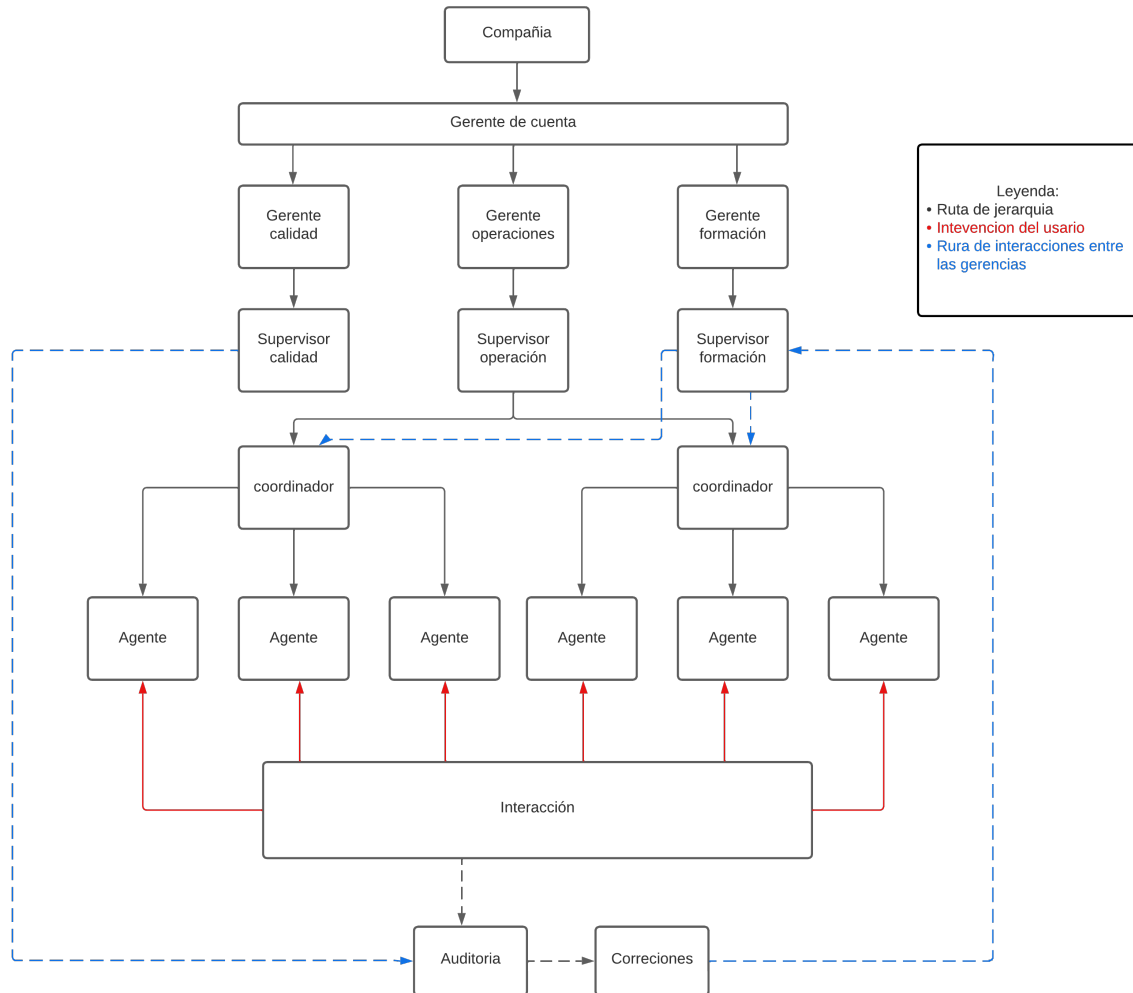 Compañia
Gerente de cuenta
Gerente
calidad
Gerente
operaciones
Gerente
formación
Leyenda:
• Ruta de jerarquia
• Intevencion del usario
• Rura de interacciones entre
las gerencias
Supervisor
calidad
Supervisor
operación
Supervisor
formación
coordinador
coordinador
Agente
Agente
Agente
Agente
Agente
Agente
Interacción
Auditoria
Correciones